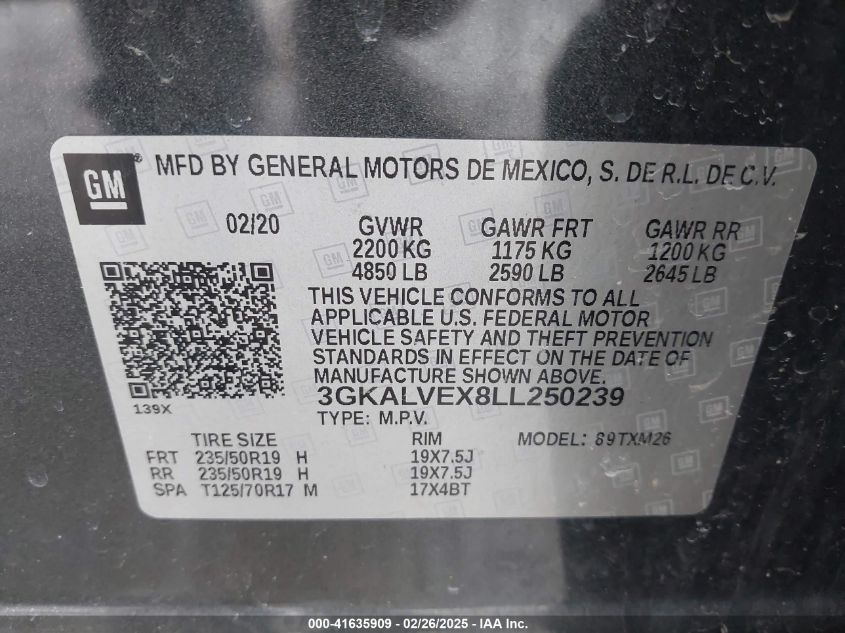 GM ® MFD BY GENERAL MOTORS DE MEXICO, S. DE R.L. DE C.V.
02/20 GVWR GAWR FRT GAWR RR
2200 KG 1175 KG 1200 KG
4850 LB 2590 LB 2645 LB
THIS VEHICLE CONFORMS TO ALL
APPLICABLE U.S. FEDERAL MOTOR
VEHICLE SAFETY AND THEFT PREVENTION
STANDARDS IN EFFECT ON THE DATE OF
MANUFACTURE SHOWN ABOVE.
139X 3GKALVEX8LL250239
TYPE: M.P.V.
TIRE SIZE RIM MODEL: 89TXM26
FRT 235/50R19 H 19X7.5J
RR 235/50R19 H 19X7.5J
SPA T125/70R17 M 17X4BT
000-41635909 - 02/26/2025 - IAA Inc.